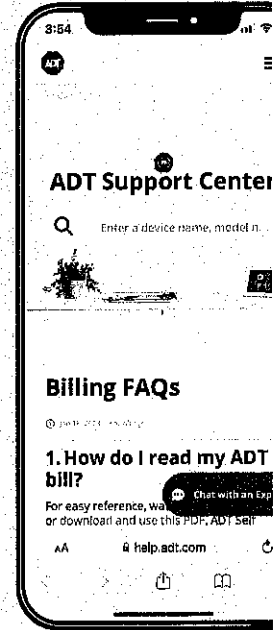 3:54
ADT
ADT Support Center
Enter a device name, model n...
Billing FAQs
1. How do I read my ADT
bill?
Chat with an Exp
For easy reference, wa
or download and use this PDF, ADT Self
AA help.adt.com